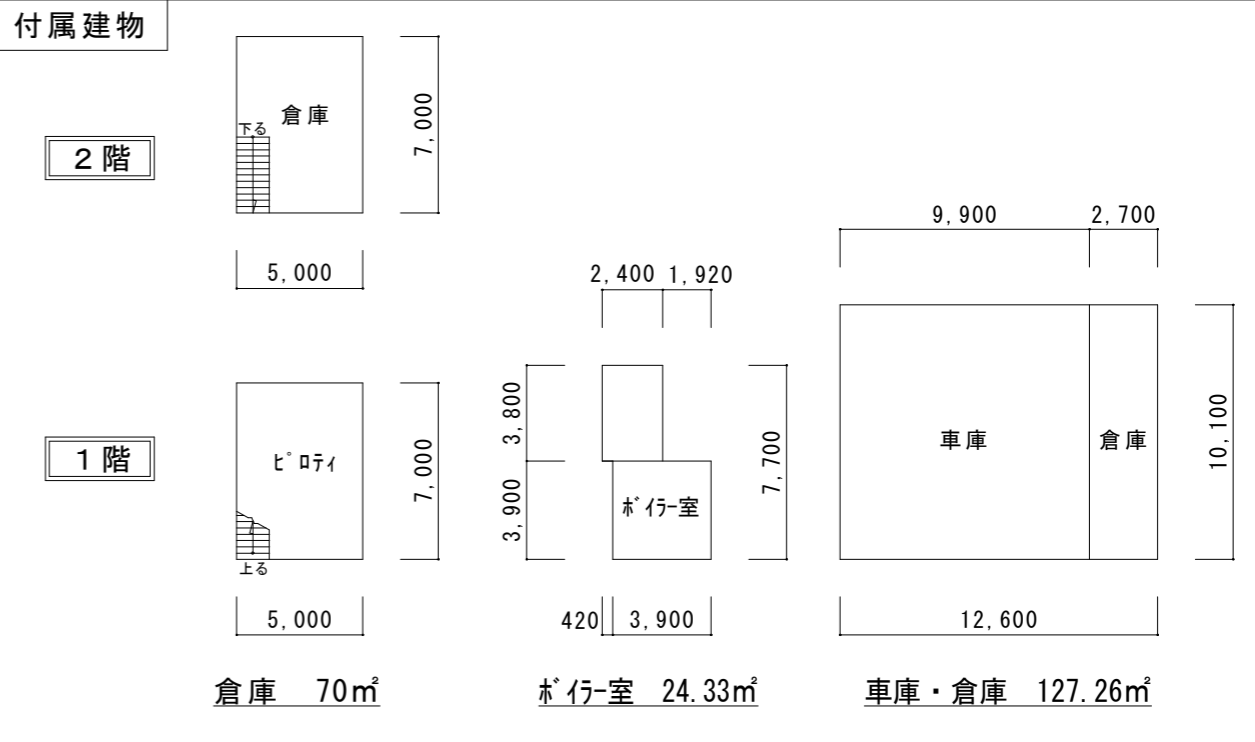 付属建物
2階
下る
倉庫
7,000
5,000
1階
ﾋﾟﾛﾃｨ
上る
7,000
5,000
倉庫 70㎡
2,400 1,920
3,800
3,900
7,700
ﾎﾞｲﾗｰ室
420 3,900
ﾎﾞｲﾗｰ室 24.33㎡
9,900 2,700
車庫 倉庫
10,100
12,600
車庫・倉庫 127.26㎡